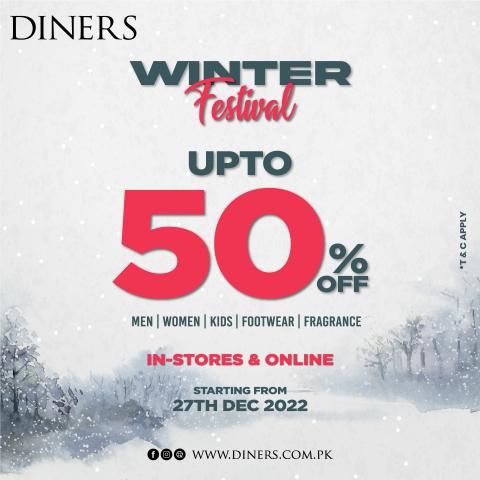 DINERS
WINTER
Festival
UPTO
50%
OFF
MEN | WOMEN | KIDS | FOOTWEAR | FRAGRANCE
IN-STORES & ONLINE
STARTING FROM
27TH DEC 2022
WWW.DINERS.COM.PK
*T & C APPLY